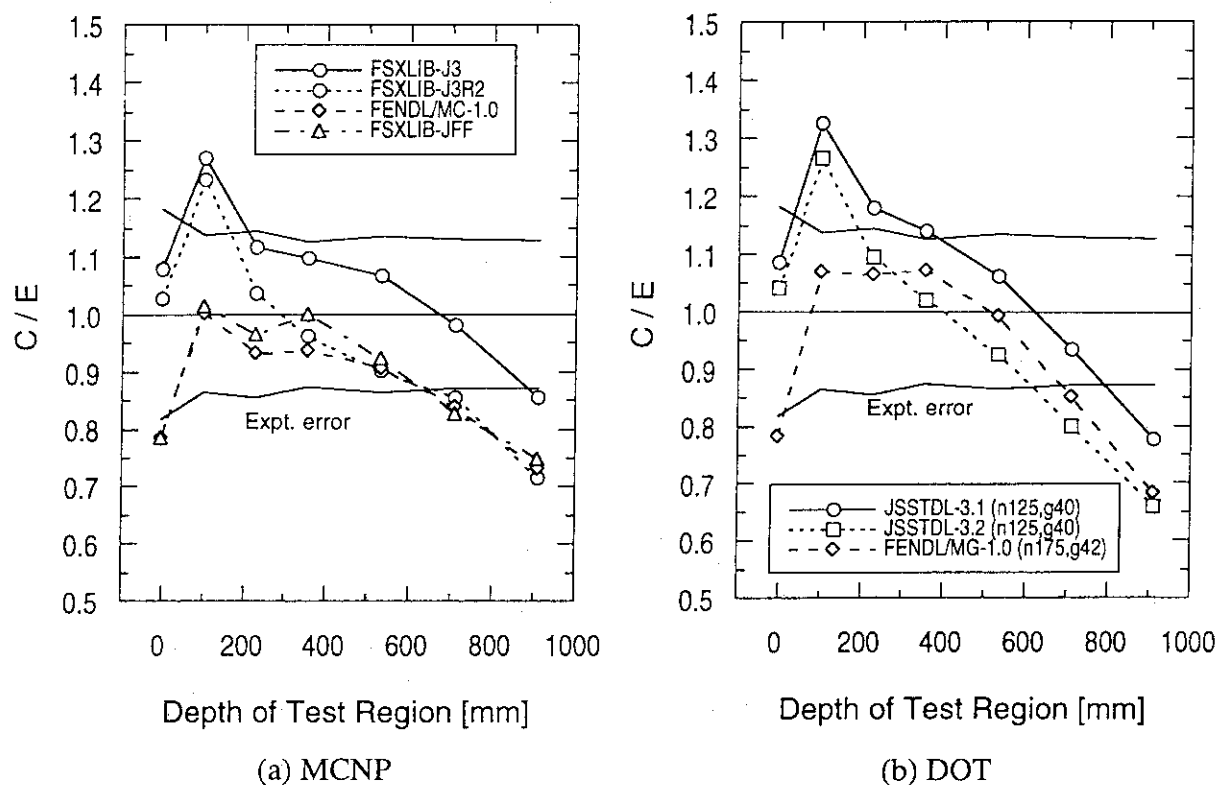 1.5
1.4
1.3
1.2
1.1
1.0
0.9
0.8
0.7
0.6
0.5
C / E
FSXLIB-J3
FSXLIB-J3R2
FENDL/MC-1.0
FSXLIB-JFF
Expt. error
0 200 400 600 800 1000
Depth of Test Region [mm]
(a) MCNP
1.5
1.4
1.3
1.2
1.1
1.0
0.9
0.8
0.7
0.6
0.5
C / E
Expt. error
JSSTDL-3.1 (n125,g40)
JSSTDL-3.2 (n125,g40)
FENDL/MG-1.0 (n175,g42)
0 200 400 600 800 1000
Depth of Test Region [mm]
(b) DOT